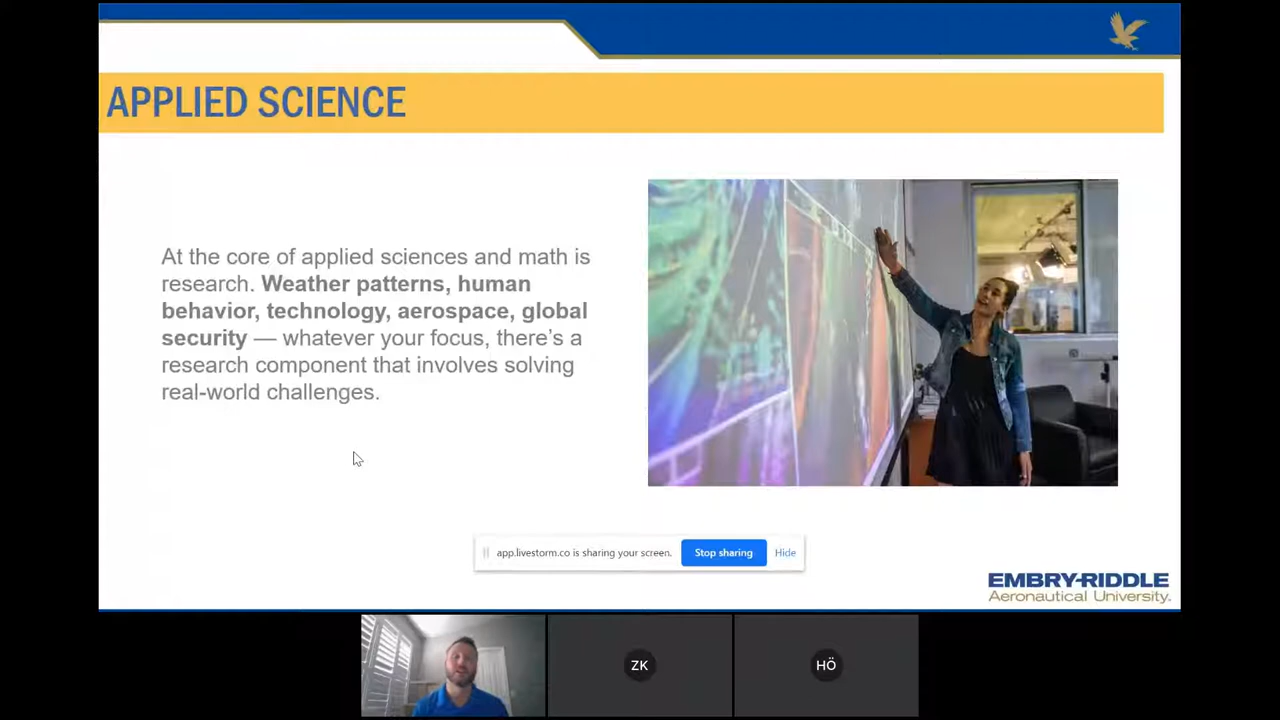 APPLIED SCIENCE
At the core of applied sciences and math is
research. Weather patterns, human
behavior, technology, aerospace, global
security — whatever your focus, there’s a
research component that involves solving
real-world challenges.
app.livestorm.co is sharing your screen.
Stop sharing
Hide
EMBRY-RIDDLE
Aeronautical University.
ZK
HÖ